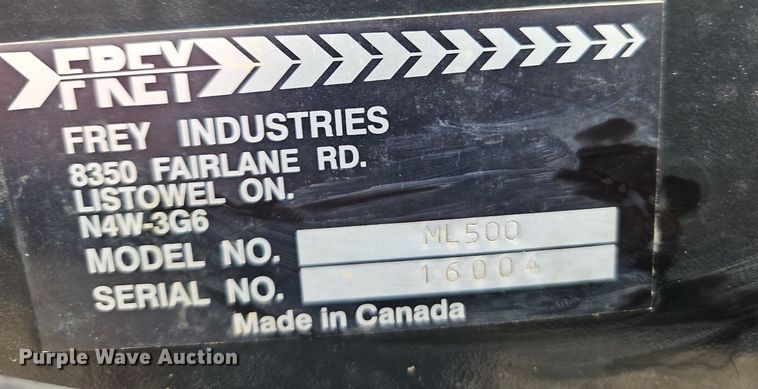 FREY
FREY INDUSTRIES
8350 FAIRLANE RD.
LISTOWEL ON.
N4W-3G6
MODEL NO. ML500
SERIAL NO. 16004
Made in Canada
Purple Wave Auction